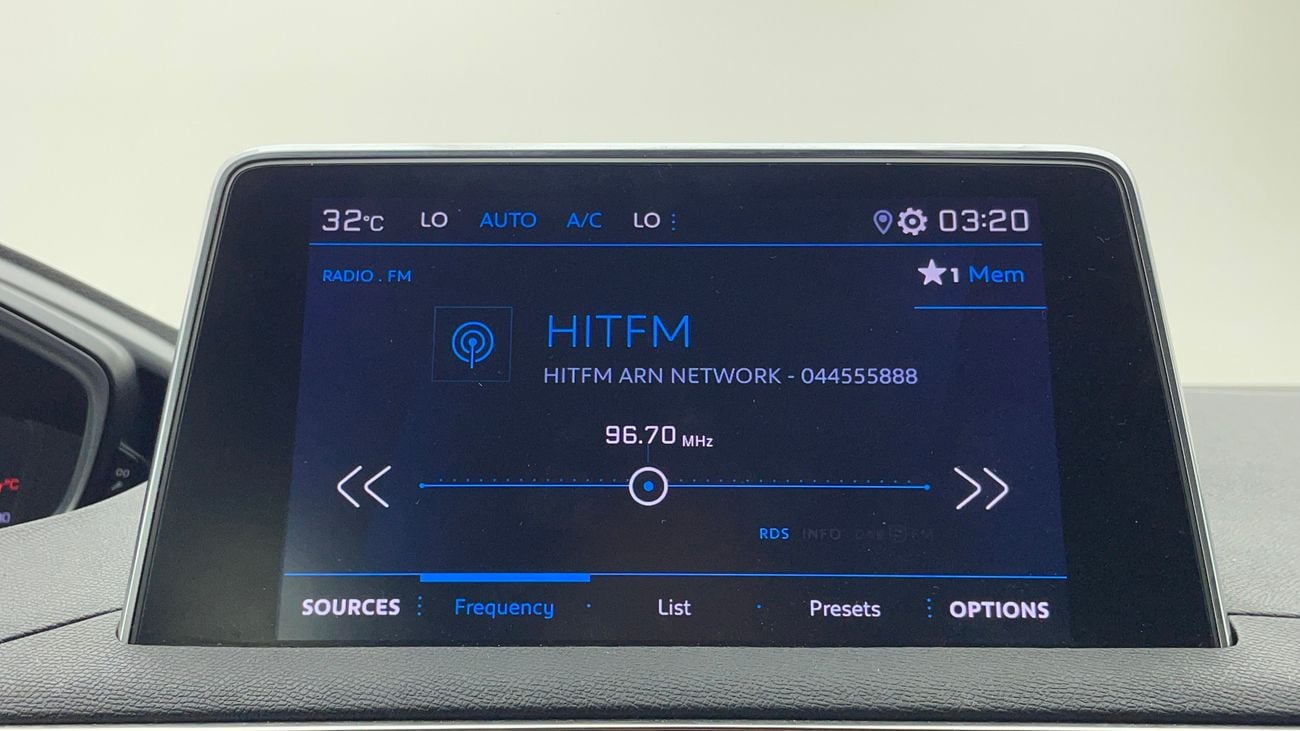 32°C LO AUTO A/C LO 03:20
RADIO . FM
1 Mem
HITFM
HITFM ARN NETWORK - 044555888
96.70 MHz
RDS INFO
SOURCES Frequency List Presets OPTIONS